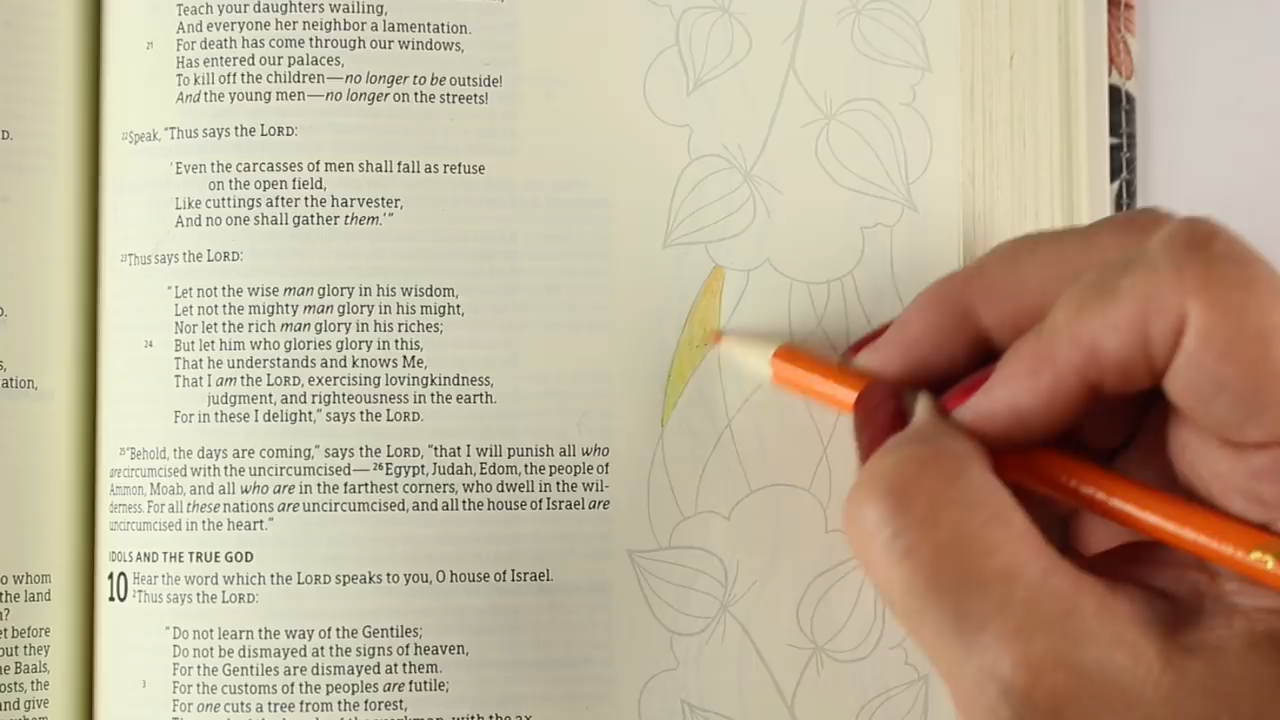 Teach your daughters wailing,
And everyone her neighbor a lamentation.
21 For death has come through our windows,
Has entered our palaces,
To kill off the children—no longer to be outside!
And the young men—no longer on the streets!
22 Speak, "Thus says the LORD:
'Even the carcasses of men shall fall as refuse
on the open field,
Like cuttings after the harvester,
And no one shall gather them.'"
23 Thus says the LORD:
"Let not the wise man glory in his wisdom,
Let not the mighty man glory in his might,
Nor let the rich man glory in his riches;
24 But let him who glories glory in this,
That he understands and knows Me,
That I am the LORD, exercising lovingkindness,
judgment, and righteousness in the earth.
For in these I delight," says the LORD.
25 "Behold, the days are coming," says the LORD, "that I will punish all who
are circumcised with the uncircumcised— 26 Egypt, Judah, Edom, the people of
Ammon, Moab, and all who are in the farthest corners, who dwell in the wil-
derness. For all these nations are uncircumcised, and all the house of Israel are
uncircumcised in the heart."
IDOLS AND THE TRUE GOD
10 Hear the word which the LORD speaks to you, O house of Israel.
2 Thus says the LORD:
"Do not learn the way of the Gentiles;
Do not be dismayed at the signs of heaven,
For the Gentiles are dismayed at them.
3 For the customs of the peoples are futile;
For one cuts a tree from the forest,
D.
ation,
o whom
the land
?
et before
out they
e Baals,
osts, the
and give